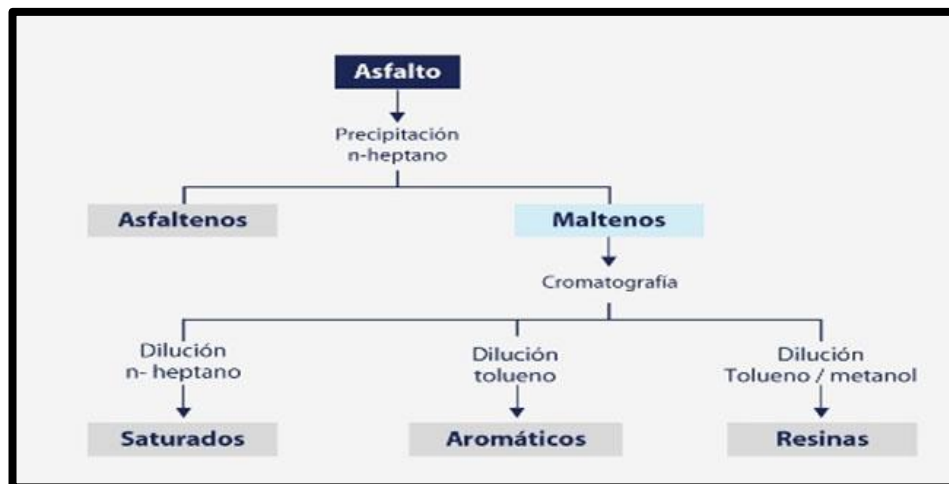 Asfalto
Precipitación
n-heptano
Asfaltenos
Maltenos
Cromatografía
Dilución
n- heptano
Dilución
tolueno
Dilución
Tolueno / metanol
Saturados
Aromáticos
Resinas